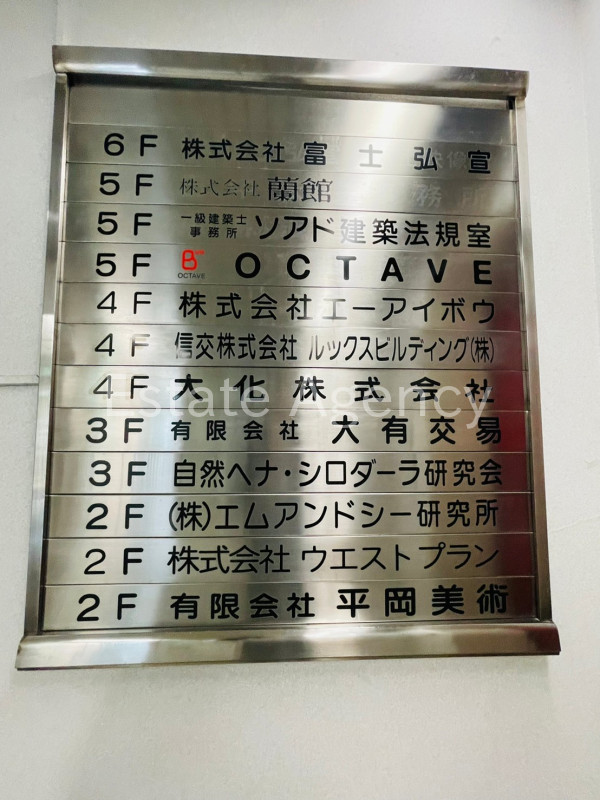 6F 株式会社 富士弘宣
5F 株式会社 蘭館
5F 一級建築士事務所 ソアド建築法規室
5F B OCTAVE OCTAVE
4F 株式会社エーアイボウ
4F 信交株式会社 ルックスビルディング(株)
4F 大化株式会社
Estate Agency
3F 有限会社 大有交易
3F 自然ヘナ・シロダーラ研究会
2F (株)エムアンドシー研究所
2F 株式会社 ウエストプラン
2F 有限会社 平岡美術